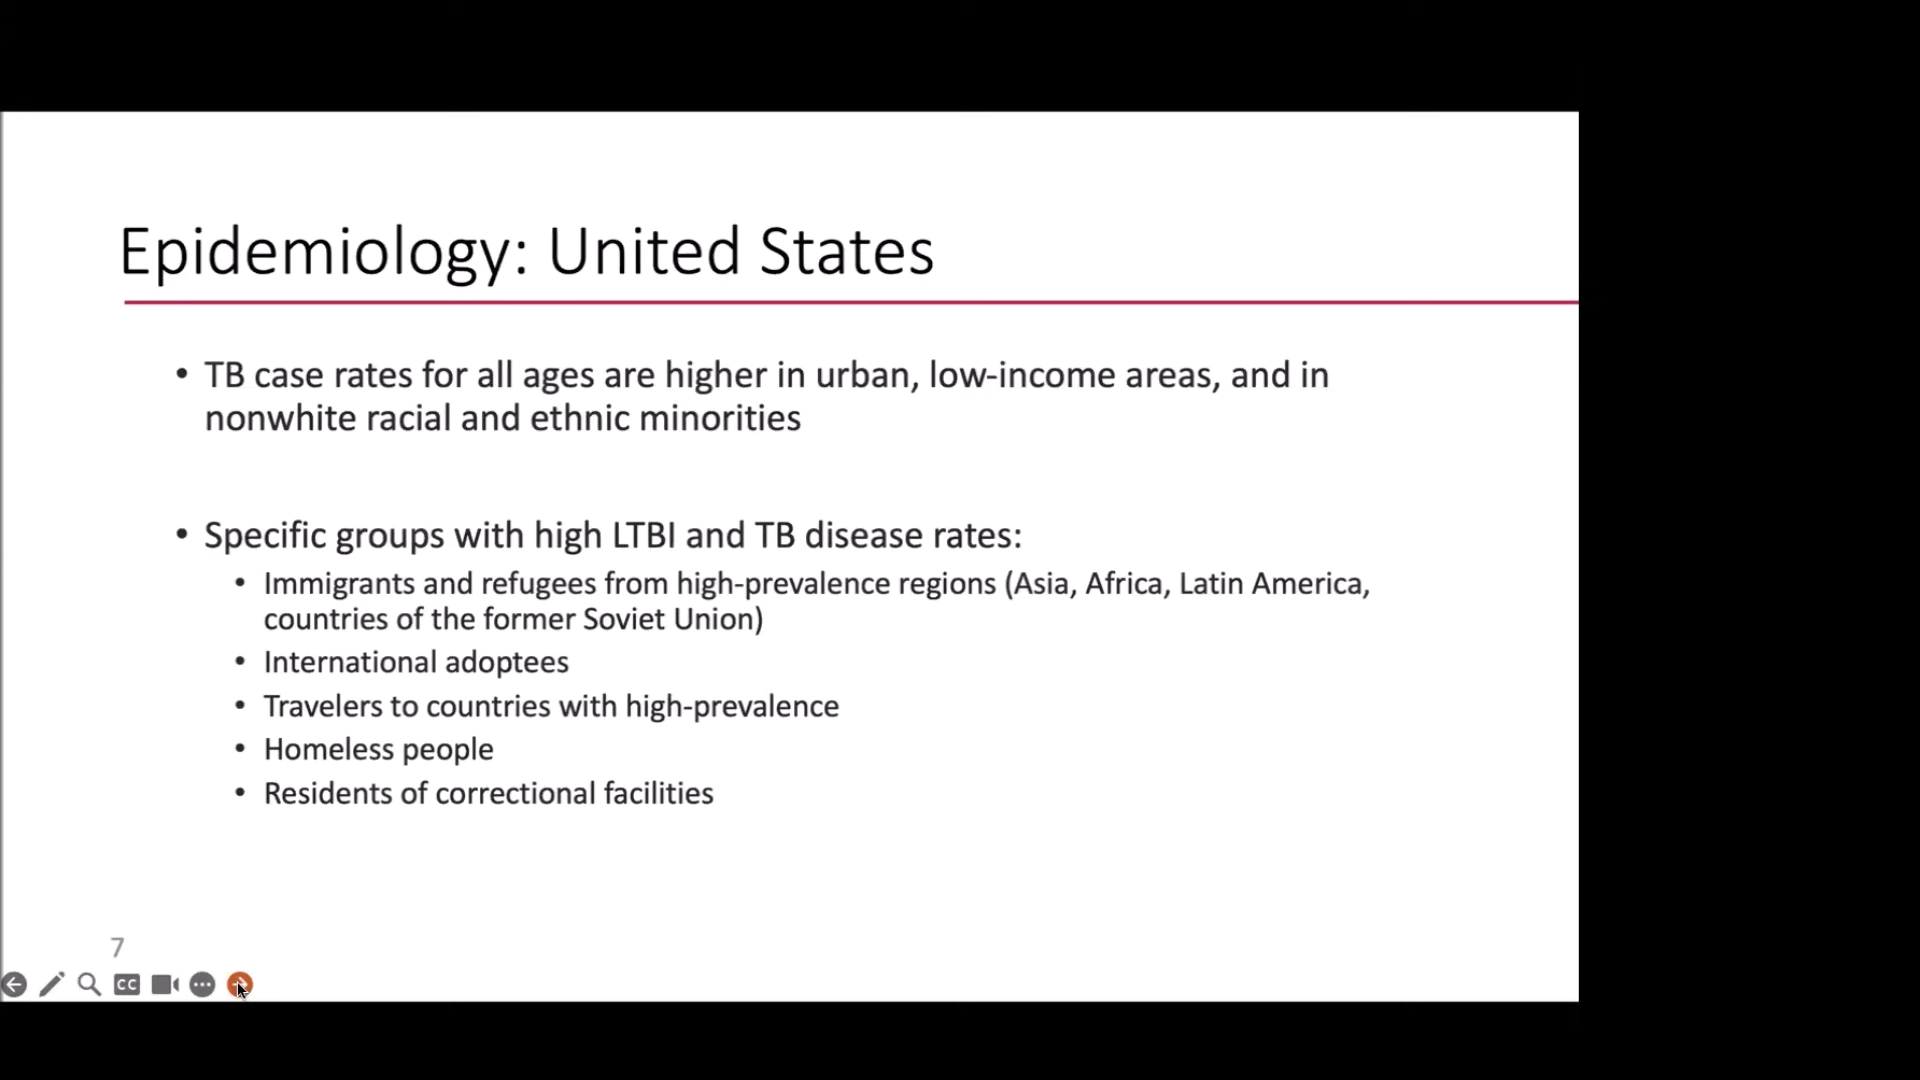 Epidemiology: United States
• TB case rates for all ages are higher in urban, low-income areas, and in
nonwhite racial and ethnic minorities
• Specific groups with high LTBI and TB disease rates:
• Immigrants and refugees from high-prevalence regions (Asia, Africa, Latin America,
countries of the former Soviet Union)
• International adoptees
• Travelers to countries with high-prevalence
• Homeless people
• Residents of correctional facilities
7
CC